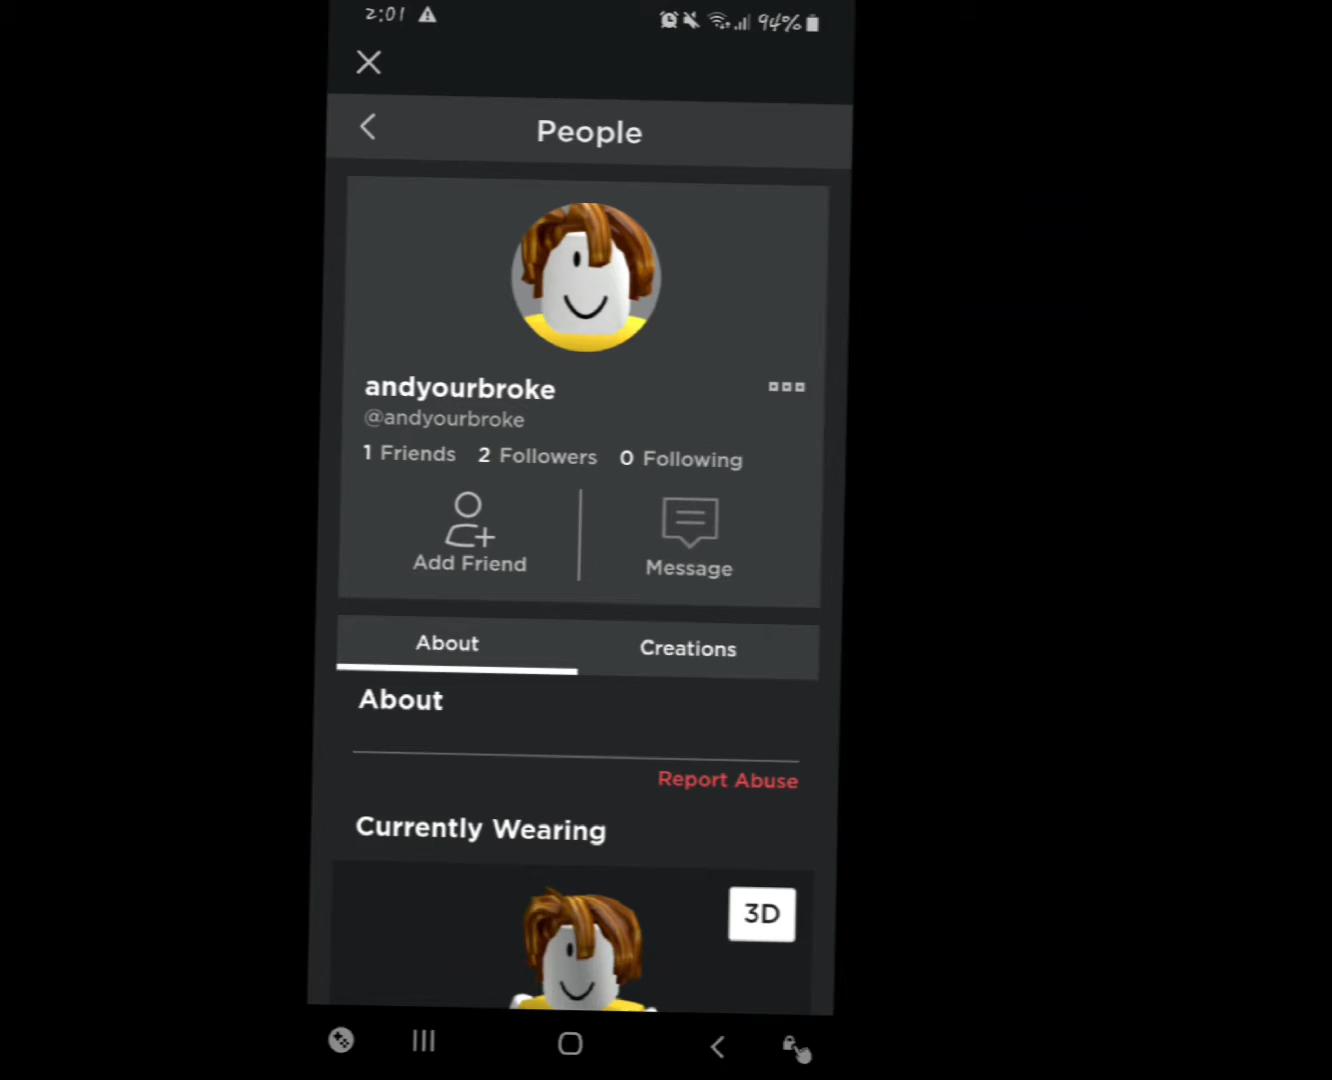 2:01 94%
People
andyourbroke
@andyourbroke
1 Friends 2 Followers 0 Following
Add Friend Message
About Creations
About
Report Abuse
Currently Wearing
3D